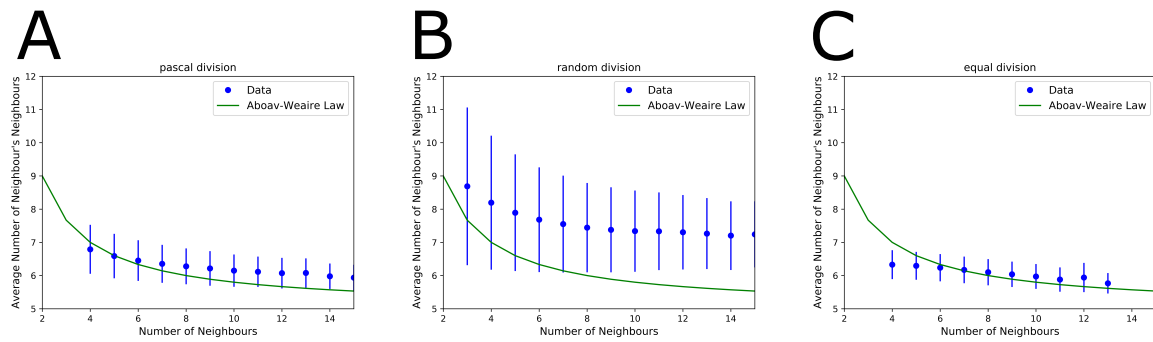 A
pascal division
Average Number of Neighbour's Neighbours
12
11
10
9
8
7
6
5
2
4
6
8
10
12
14
Number of Neighbours
Data
Aboav-Weaire Law
B
random division
Average Number of Neighbour's Neighbours
12
11
10
9
8
7
6
5
2
4
6
8
10
12
14
Number of Neighbours
Data
Aboav-Weaire Law
C
equal division
Average Number of Neighbour's Neighbours
12
11
10
9
8
7
6
5
2
4
6
8
10
12
14
Number of Neighbours
Data
Aboav-Weaire Law